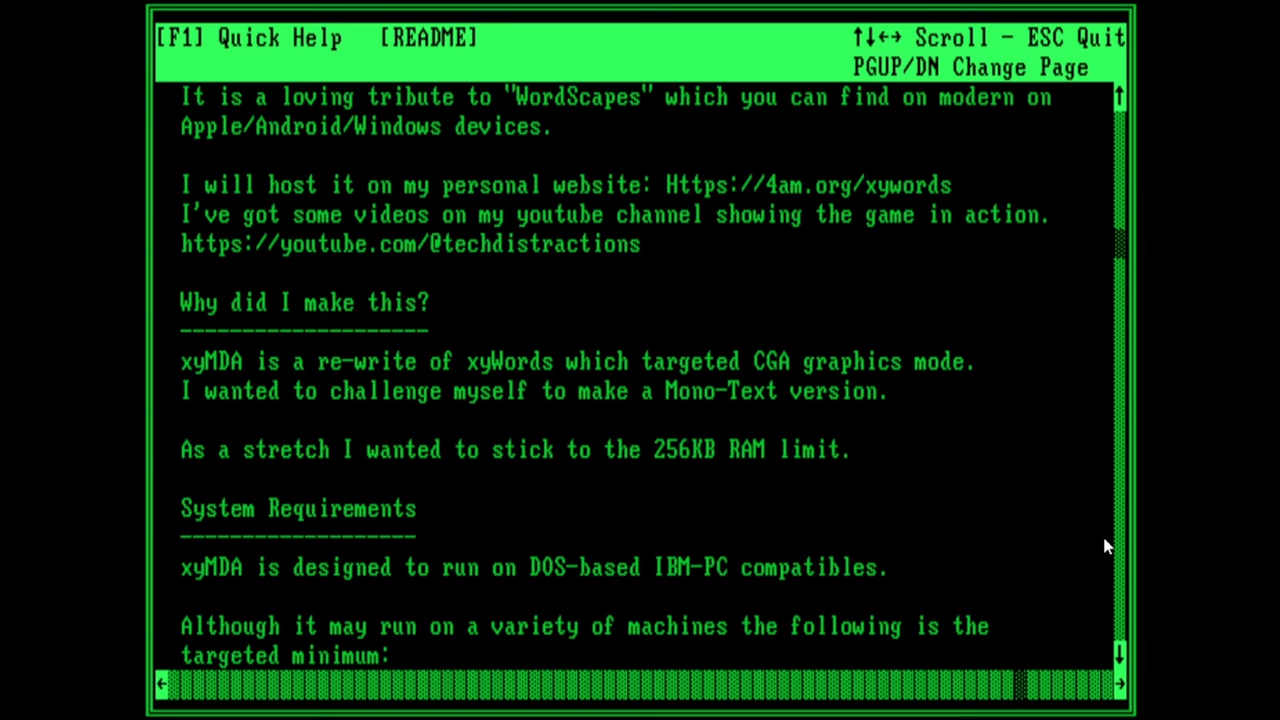 [F1] Quick Help [README] ↑↓←→ Scroll - ESC Quit
PGUP/DN Change Page
It is a loving tribute to "WordScapes" which you can find on modern on
Apple/Android/Windows devices.
I will host it on my personal website: Https://4am.org/xywords
I've got some videos on my youtube channel showing the game in action.
https://youtube.com/@techdistractions
Why did I make this?
--------------------
xyMDA is a re-write of xyWords which targeted CGA graphics mode.
I wanted to challenge myself to make a Mono-Text version.
As a stretch I wanted to stick to the 256KB RAM limit.
System Requirements
-------------------
xyMDA is designed to run on DOS-based IBM-PC compatibles.
Although it may run on a variety of machines the following is the
targeted minimum: